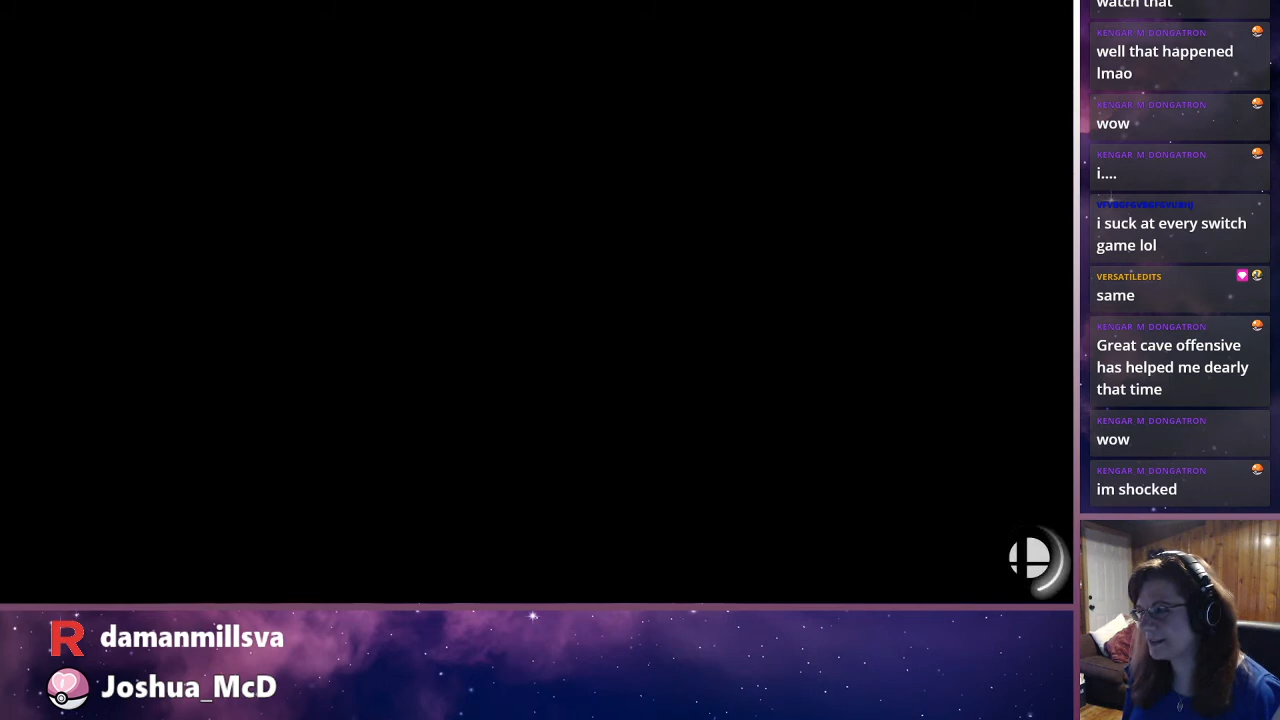 watch that
KENGAR_M_DONGATRON
well that happened
lmao
KENGAR_M_DONGATRON
wow
KENGAR_M_DONGATRON
i....
i suck at every switch
game lol
VERSATILEDITS
same
KENGAR_M_DONGATRON
Great cave offensive
has helped me dearly
that time
KENGAR_M_DONGATRON
wow
KENGAR_M_DONGATRON
im shocked
R damanmillsva
Joshua_McD